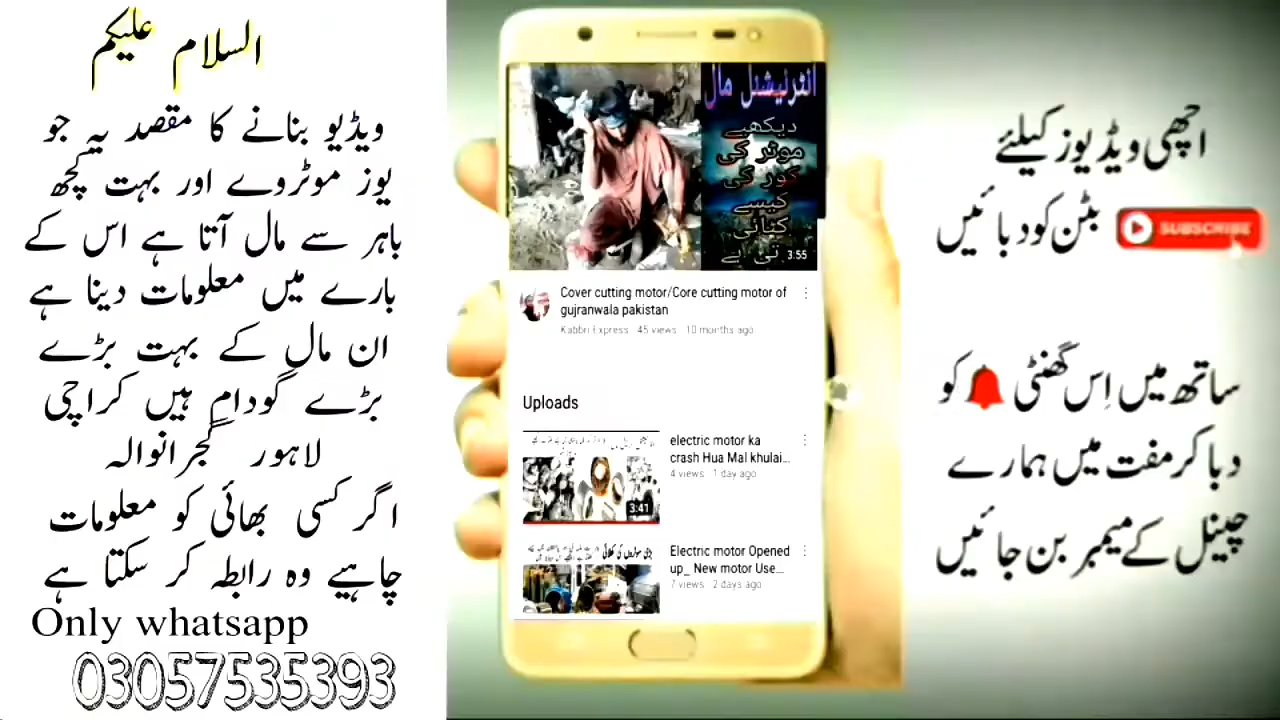 السلام علیکم
ویڈیو بنانے کا مقصد یہ جو
یوز موٹروے اور بہت کچھ
باہر سے مال آتا ہے اس کے
بارے میں معلومات دینا ہے
ان مال کے بہت بڑے
بڑے گودام ہیں کراچی
لاہور گجرانوالہ
اگر کسی بھائی کو معلومات
چاہیے وہ رابطہ کر سکتا ہے
Only whatsapp
03057535393
انٹرنیشنل مال
دیکھیے
موٹر کی
کور کی
کیسے
کٹائی
3:55
Cover cutting motor/Core cutting motor of
gujranwala pakistan
Kabbri Express 45 views 10 months ago
Uploads
3:41
electric motor ka
crash Hua Mal khulai...
4 views 1 day ago
Electric motor Opened
up_ New motor Use...
7 views 2 days ago
اچھی ویڈیوز کیلئے
SUBSCRIBE بٹن کو دبائیں
ساتھ میں اِس گھنٹی کو
دبا کر مفت میں ہمارے
چینل کے میمبر بن جائیں